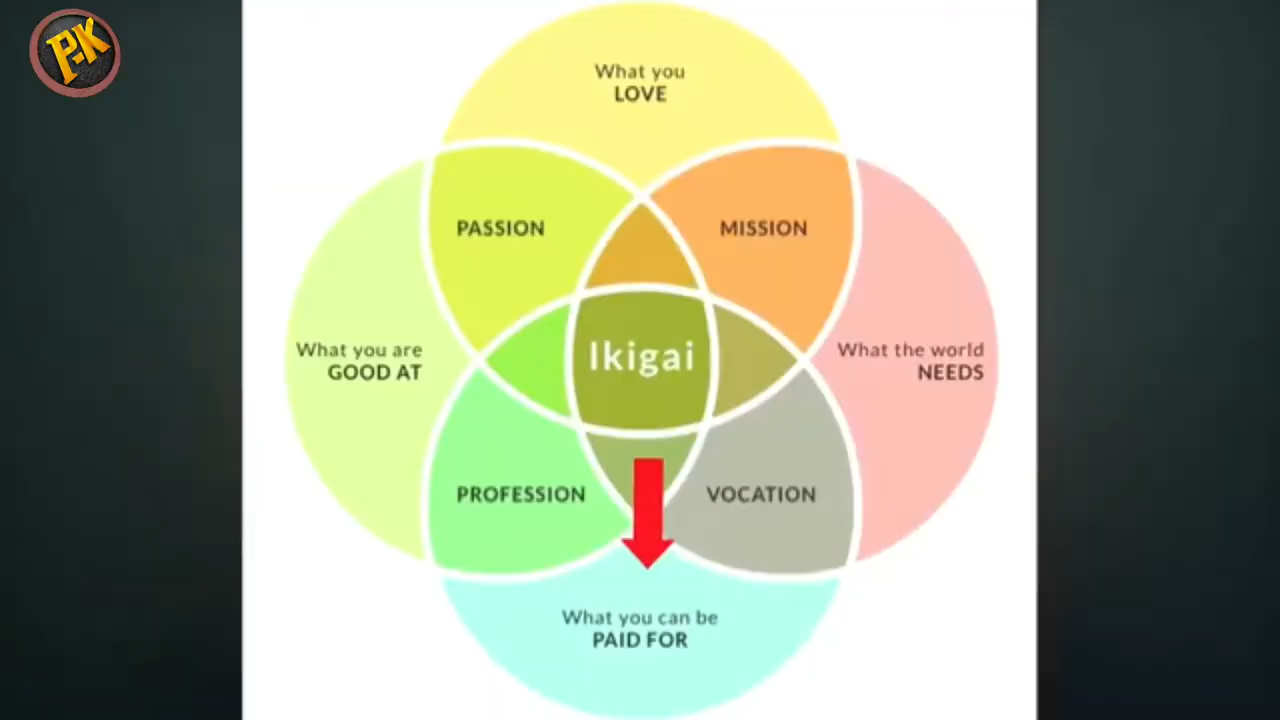 P-K
What you
LOVE
PASSION
MISSION
What you are
GOOD AT
Ikigai
What the world
NEEDS
PROFESSION
VOCATION
What you can be
PAID FOR